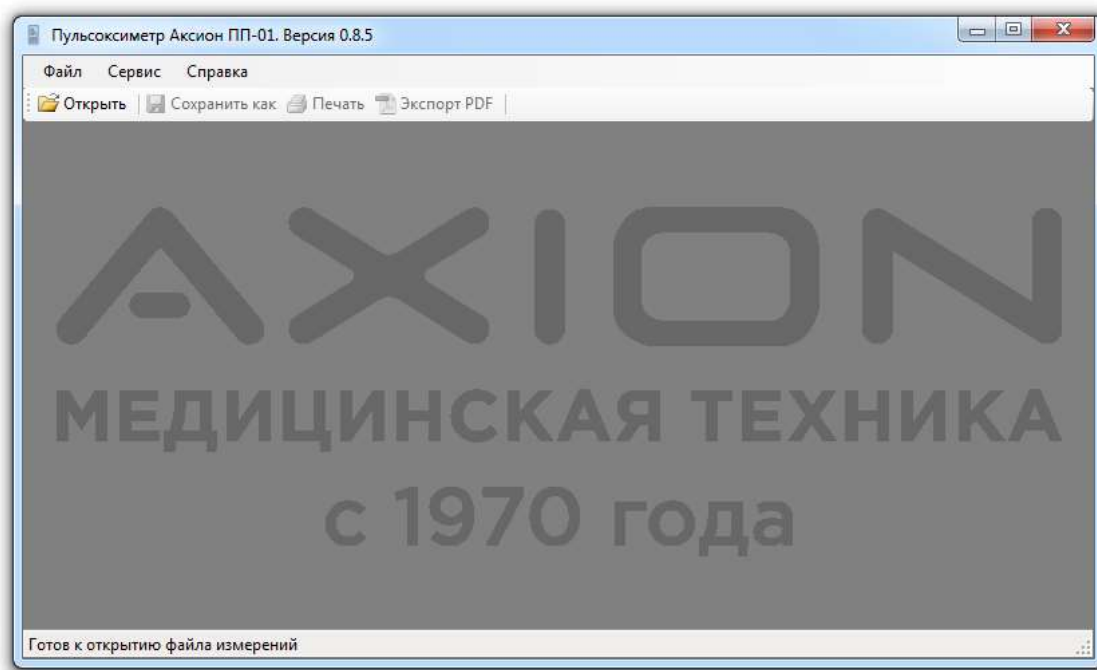 Пульсоксиметр Аксион ПП-01. Версия 0.8.5
Файл Сервис Справка
Открыть Сохранить как Печать Экспорт PDF
AXION
МЕДИЦИНСКАЯ ТЕХНИКА
с 1970 года
Готов к открытию файла измерений